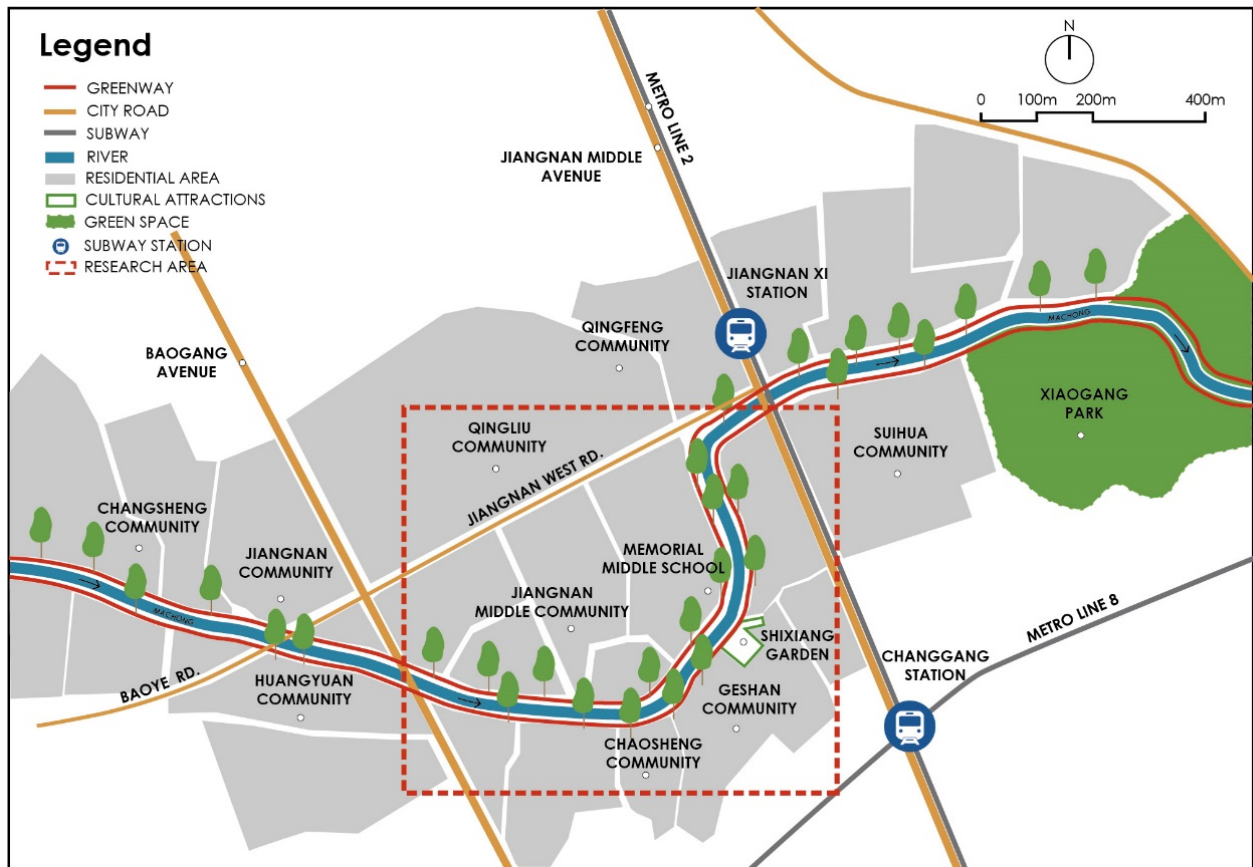 Legend
GREENWAY
CITY ROAD
SUBWAY
RIVER
RESIDENTIAL AREA
CULTURAL ATTRACTIONS
GREEN SPACE
SUBWAY STATION
RESEARCH AREA
N
0 100m 200m 400m
METRO LINE 2
JIANGNAN MIDDLE
AVENUE
JIANGNAN XI
STATION
QINGFENG
COMMUNITY
BAOGANG
AVENUE
MACHONG
XIAOGANG
PARK
QINGLIU
COMMUNITY
JIANGNAN WEST RD.
SUIHUA
COMMUNITY
CHANGSHENG
COMMUNITY
JIANGNAN
COMMUNITY
MEMORIAL
MIDDLE SCHOOL
JIANGNAN
MIDDLE COMMUNITY
MACHONG
SHIXIANG
GARDEN
METRO LINE 8
CHANGGANG
STATION
BAOYE RD.
HUANGYUAN
COMMUNITY
GESHAN
COMMUNITY
CHAOSHENG
COMMUNITY